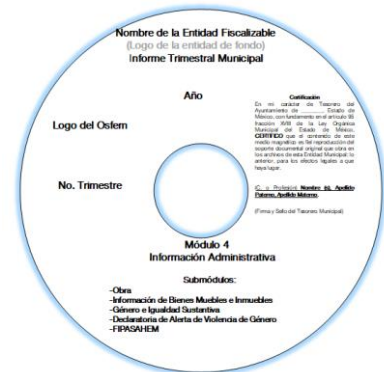 Nombre de la Entidad Fiscalizable
(Logo de la entidad de fondo)
Informe Trimestral Municipal
Año
Logo del Osfem
No. Trimestre
Certificación
En mi carácter de Tesorero del
Ayuntamiento de ________ Estado de
México, con fundamento en el artículo 95
fracción XVIII de la Ley Orgánica
Municipal del Estado de México,
CERTIFICO que el contenido de este
medio magnético es fiel reproducción del
soporte documental original que obra en
los archivos de esta Entidad Municipal; lo
anterior, para los efectos legales a que
haya lugar.
(C. o Profesión) Nombre (s), Apellido
Paterno, Apellido Materno.
(Firma y Sello del Tesorero Municipal)
Módulo 4
Información Administrativa
Submódulos:
-Obra
-Información de Bienes Muebles e Inmuebles
-Género e Igualdad Sustantiva
-Declaratoria de Alerta de Violencia de Género
-FIPASAHEM